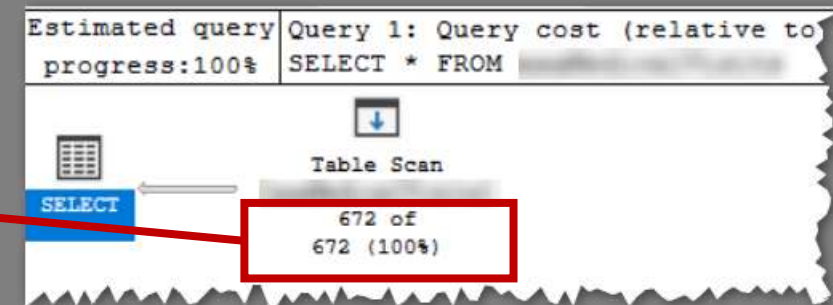 Estimated query
progress:100%
Query 1: Query cost (relative to
SELECT * FROM
Table Scan
SELECT
672 of
672 (100%)